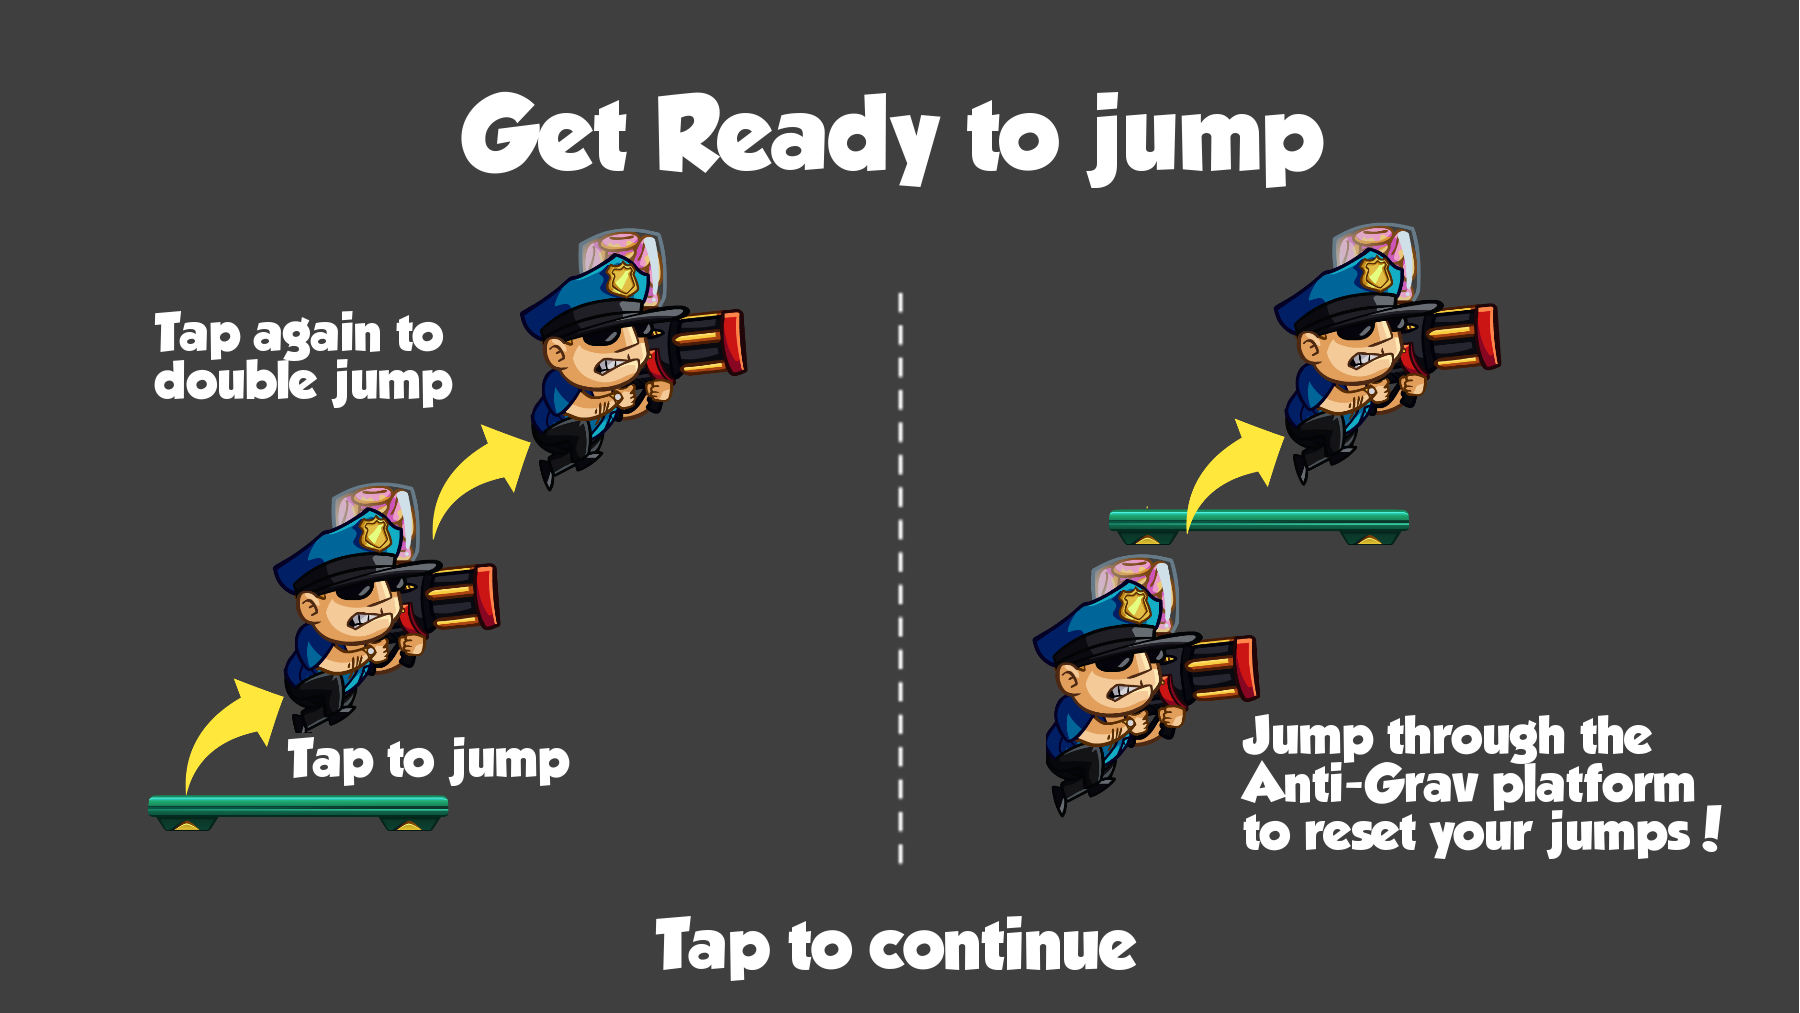 Get Ready to jump
Tap again to
double jump
Tap to jump
Jump through the
Anti-Grav platform
to reset your jumps!
Tap to continue